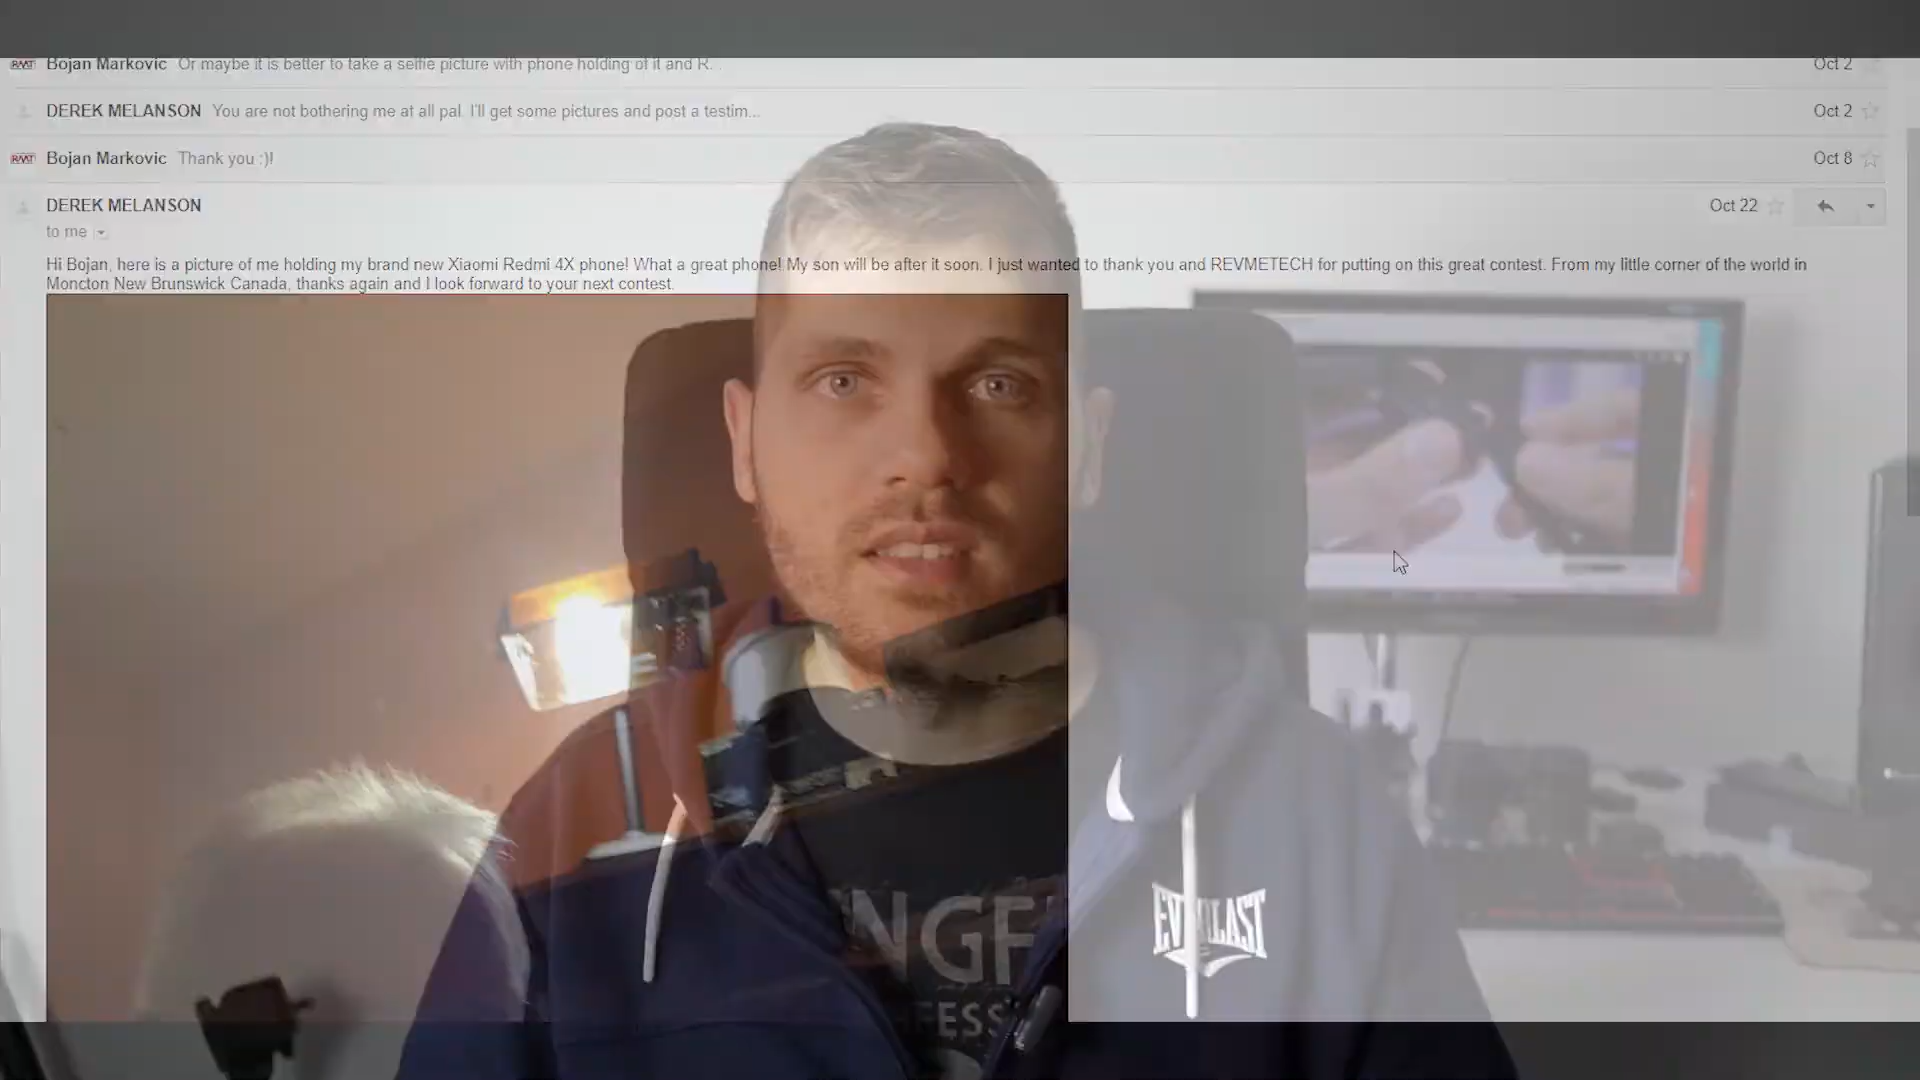 Bojan Markovic Or maybe it is better to take a selfie picture with phone holding of it and R... Oct 2
DEREK MELANSON You are not bothering me at all pal. I'll get some pictures and post a testim... Oct 2
Bojan Markovic Thank you :)! Oct 8
DEREK MELANSON Oct 22
to me
Hi Bojan, here is a picture of me holding my brand new Xiaomi Redmi 4X phone! What a great phone! My son will be after it soon. I just wanted to thank you and REVMETECH for putting on this great contest. From my little corner of the world in
Moncton New Brunswick Canada, thanks again and I look forward to your next contest.
EVERLAST